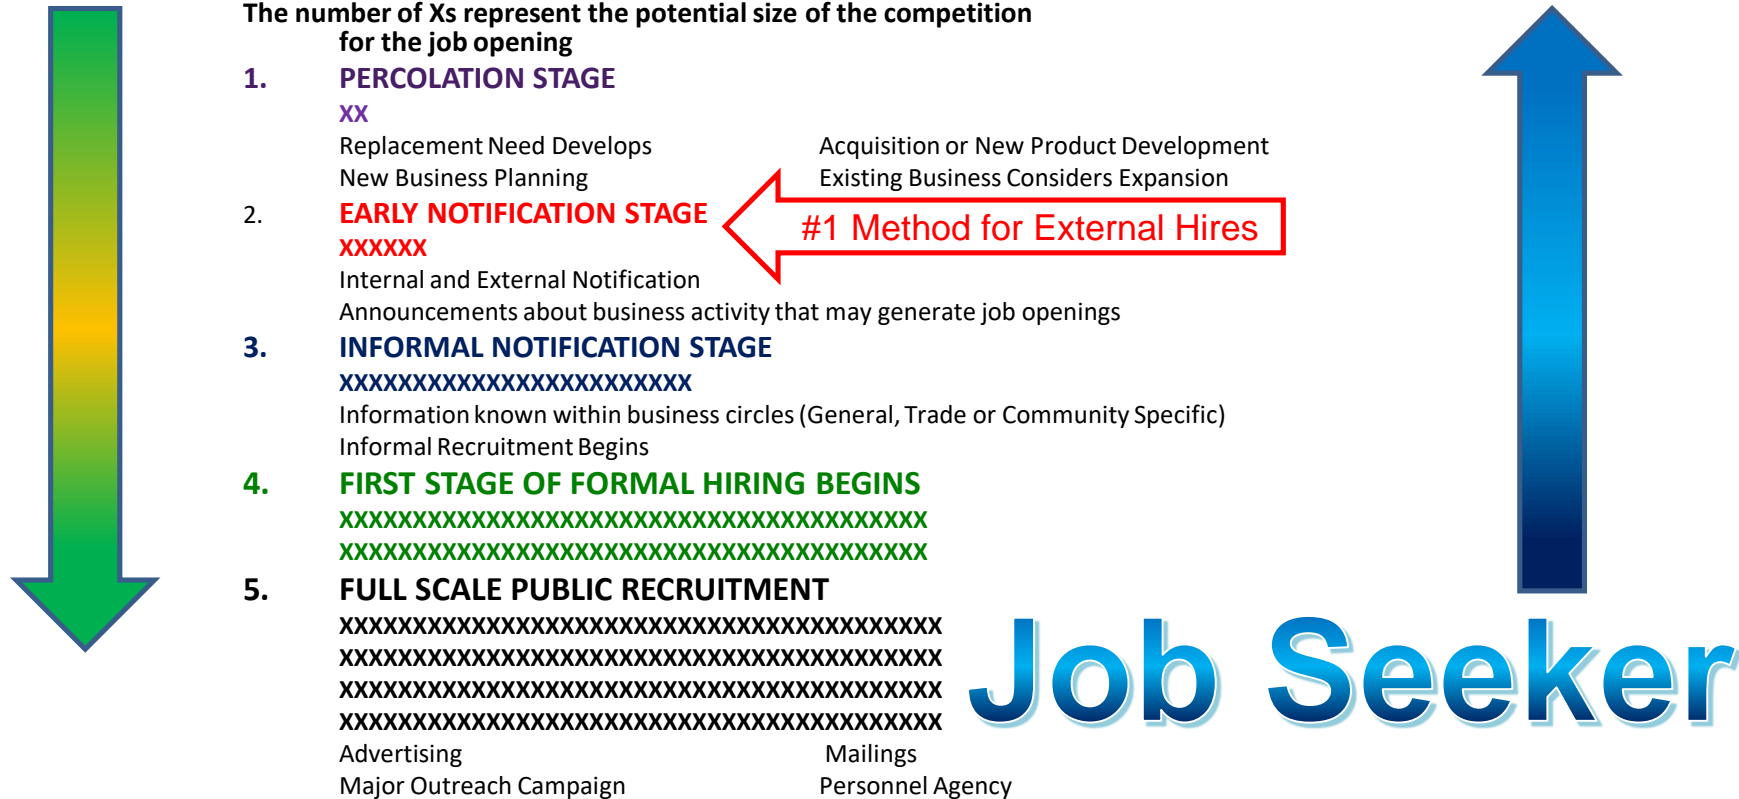 The number of Xs represent the potential size of the competition
for the job opening
1. PERCOLATION STAGE
XX
Replacement Need Develops Acquisition or New Product Development
New Business Planning Existing Business Considers Expansion
2. EARLY NOTIFICATION STAGE
#1 Method for External Hires
XXXXXX
Internal and External Notification
Announcements about business activity that may generate job openings
3. INFORMAL NOTIFICATION STAGE
XXXXXXXXXXXXXXXXXXXXXXXX
Information known within business circles (General, Trade or Community Specific)
Informal Recruitment Begins
4. FIRST STAGE OF FORMAL HIRING BEGINS
XXXXXXXXXXXXXXXXXXXXXXXXXXXXXXXXXXXXXXXX
XXXXXXXXXXXXXXXXXXXXXXXXXXXXXXXXXXXXXXXX
5. FULL SCALE PUBLIC RECRUITMENT
XXXXXXXXXXXXXXXXXXXXXXXXXXXXXXXXXXXXXXXXX
XXXXXXXXXXXXXXXXXXXXXXXXXXXXXXXXXXXXXXXXX
XXXXXXXXXXXXXXXXXXXXXXXXXXXXXXXXXXXXXXXXX
XXXXXXXXXXXXXXXXXXXXXXXXXXXXXXXXXXXXXXXXX
Job Seeker
Advertising Mailings
Major Outreach Campaign Personnel Agency